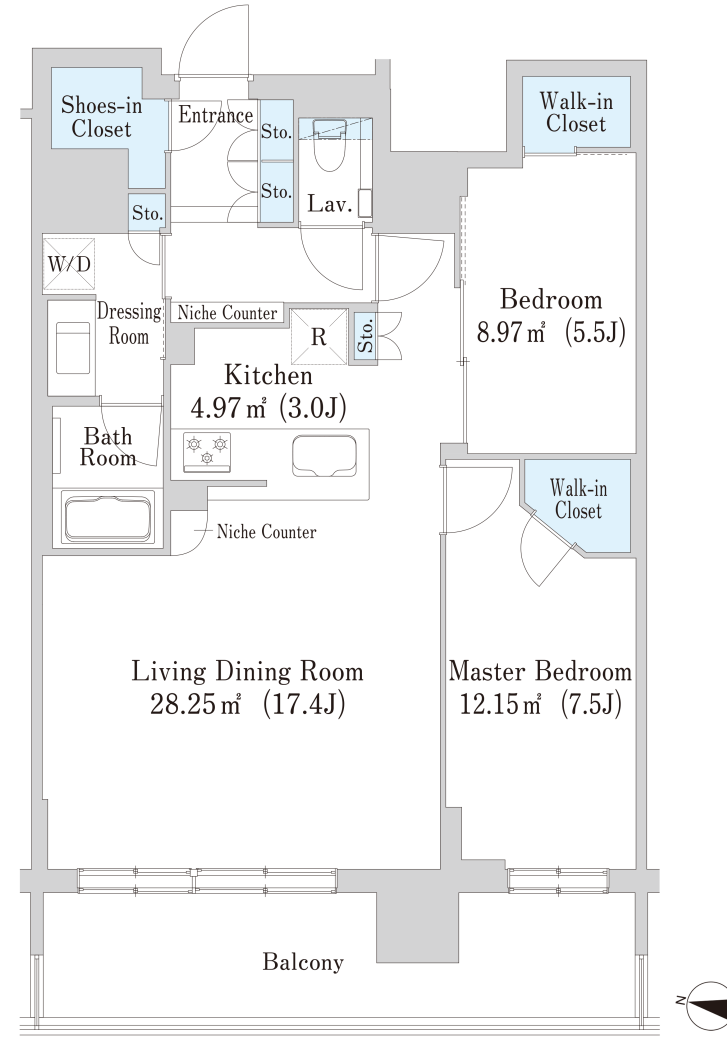 Shoes-in
Closet
Entrance
Sto.
Sto.
Lav.
Walk-in
Closet
Sto.
W/D
Dressing
Room
Niche Counter
R
Sto.
Bedroom
8.97㎡ (5.5J)
Kitchen
4.97㎡ (3.0J)
Bath
Room
Walk-in
Closet
Niche Counter
Living Dining Room
28.25㎡ (17.4J)
Master Bedroom
12.15㎡ (7.5J)
Balcony
N